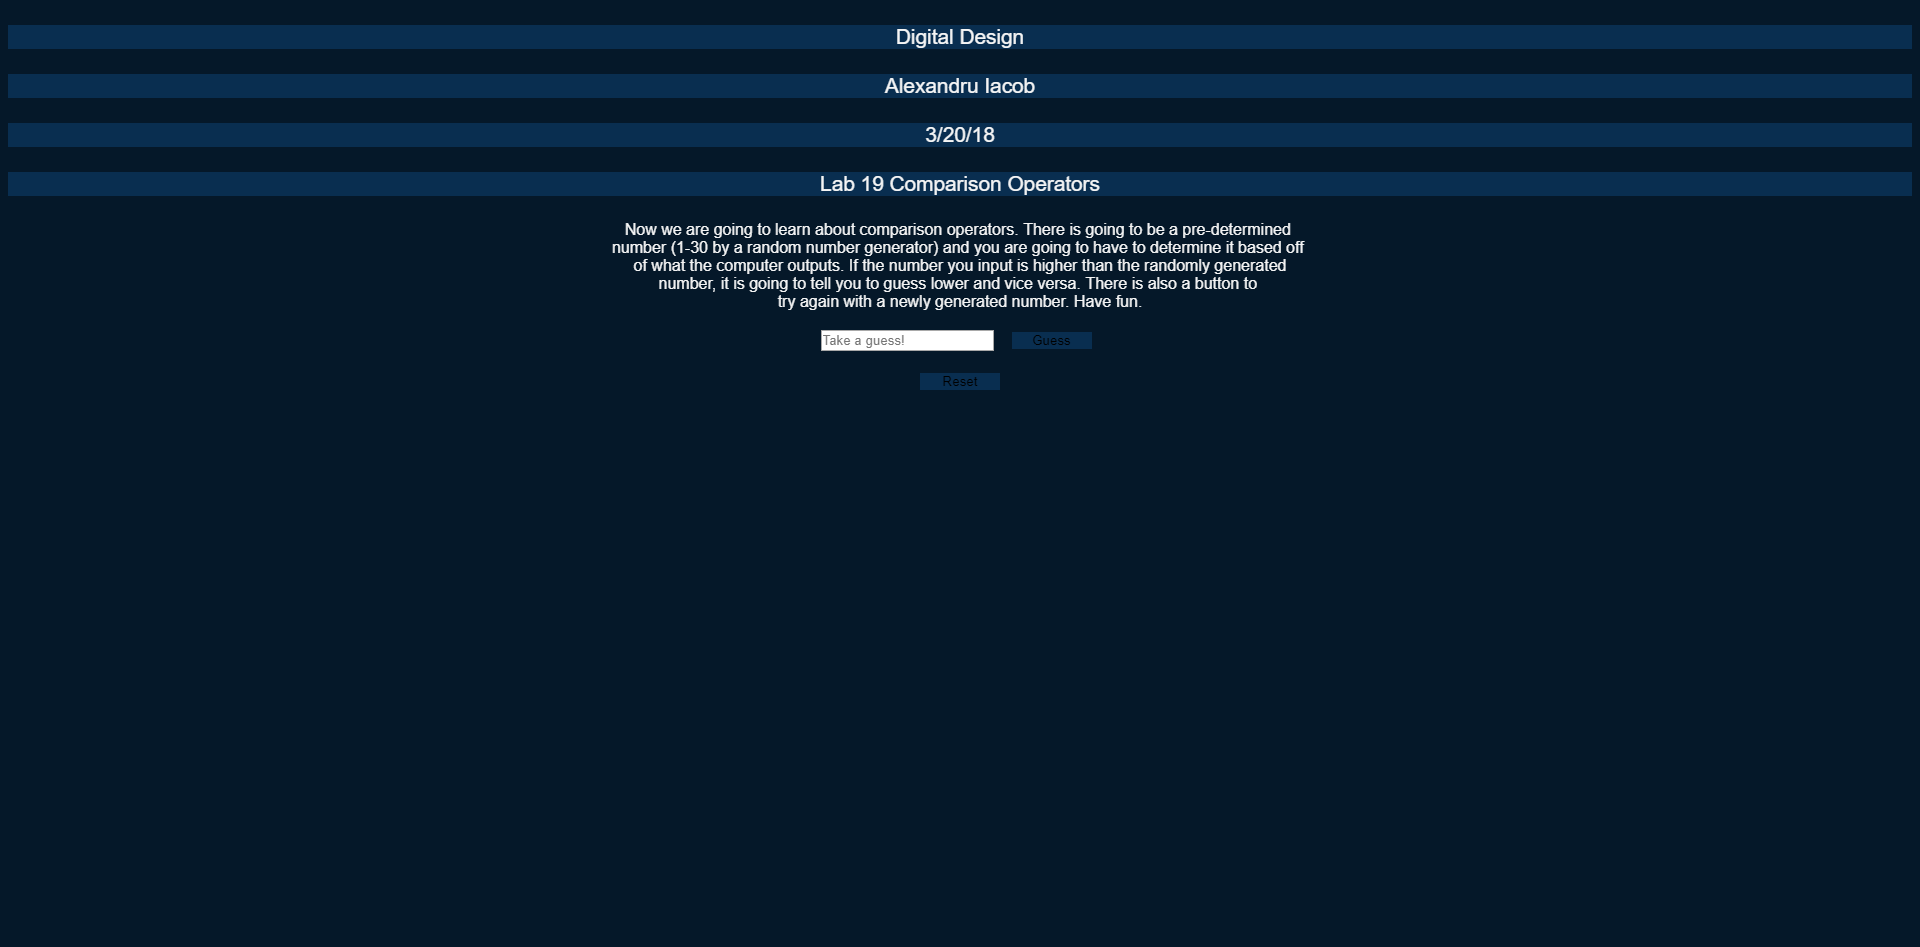 Digital Design
Alexandru Iacob
3/20/18
Lab 19 Comparison Operators
Now we are going to learn about comparison operators. There is going to be a pre-determined
number (1-30 by a random number generator) and you are going to have to determine it based off
of what the computer outputs. If the number you input is higher than the randomly generated
number, it is going to tell you to guess lower and vice versa. There is also a button to
try again with a newly generated number. Have fun.
Take a guess! Guess
Reset